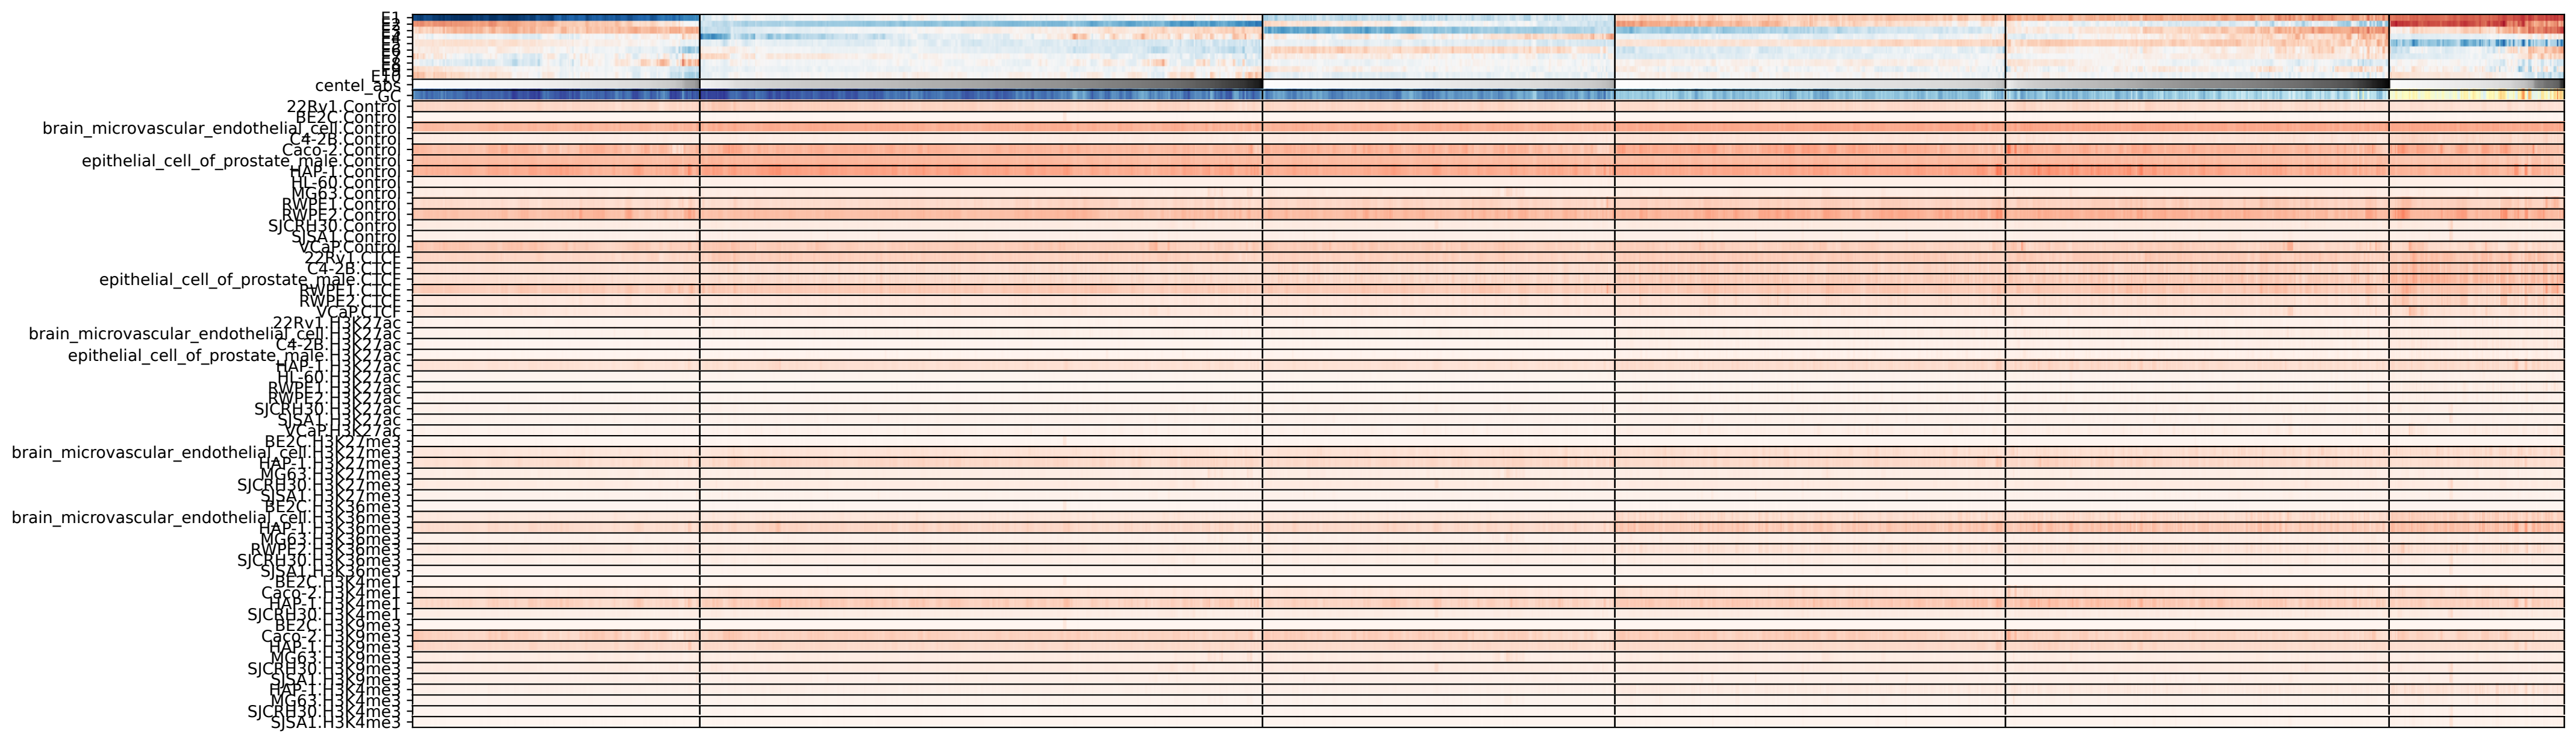 E1
E10
centel_abs
GC
22Rv1.Control
BE2C.Control
brain_microvascular_endothelial_cell.Control
C4-2B.Control
Caco-2.Control
epithelial_cell_of_prostate_male.Control
HAP-1.Control
HL-60.Control
MG63.Control
RWPE1.Control
RWPE2.Control
SJCRH30.Control
SJSA1.Control
VCaP.Control
22Rv1.CTCF
C4-2B.CTCF
epithelial_cell_of_prostate_male.CTCF
RWPE1.CTCF
RWPE2.CTCF
VCaP.CTCF
22Rv1.H3K27ac
brain_microvascular_endothelial_cell.H3K27ac
C4-2B.H3K27ac
epithelial_cell_of_prostate_male.H3K27ac
HAP-1.H3K27ac
HL-60.H3K27ac
RWPE1.H3K27ac
RWPE2.H3K27ac
SJCRH30.H3K27ac
SJSA1.H3K27ac
VCaP.H3K27ac
BE2C.H3K27me3
brain_microvascular_endothelial_cell.H3K27me3
HAP-1.H3K27me3
MG63.H3K27me3
SJCRH30.H3K27me3
SJSA1.H3K27me3
BE2C.H3K36me3
brain_microvascular_endothelial_cell.H3K36me3
HAP-1.H3K36me3
MG63.H3K36me3
RWPE2.H3K36me3
SJCRH30.H3K36me3
SJSA1.H3K36me3
BE2C.H3K4me1
Caco-2.H3K4me1
HAP-1.H3K4me1
SJCRH30.H3K4me1
BE2C.H3K9me3
Caco-2.H3K9me3
HAP-1.H3K9me3
MG63.H3K9me3
SJCRH30.H3K9me3
SJSA1.H3K9me3
HAP-1.H3K4me3
MG63.H3K4me3
SJCRH30.H3K4me3
SJSA1.H3K4me3